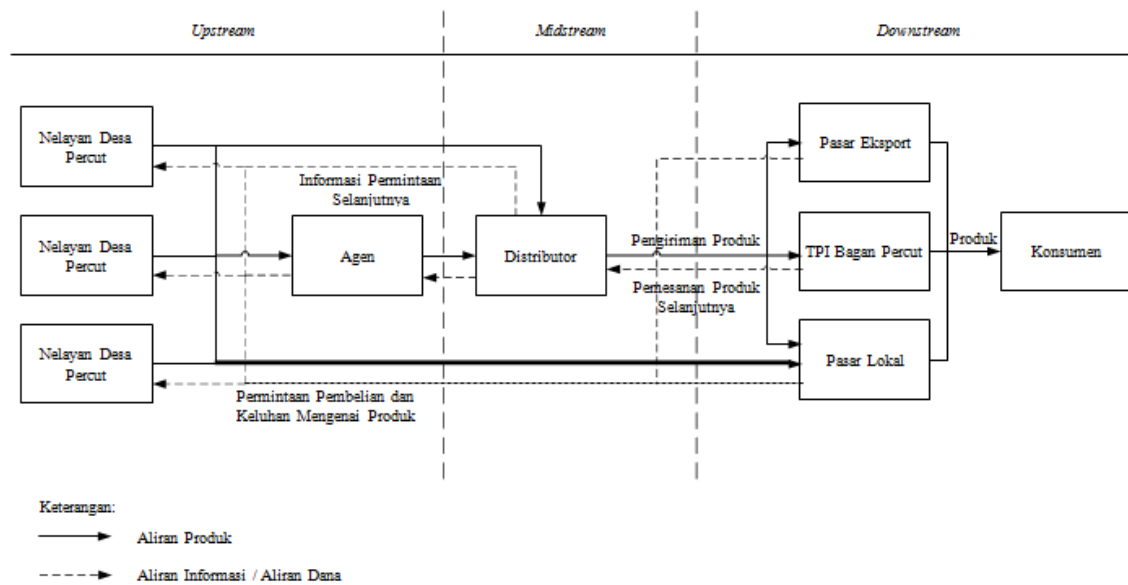 Upstream
Midstream
Downstream
Nelayan Desa
Percut
Pasar Eksport
Informasi Permintaan
Selanjutnya
Nelayan Desa
Percut
Agen
Distributor
Pengiriman Produk
TPI Bagan Percut
Produk
Konsumen
Pemesanan Produk
Selanjutnya
Nelayan Desa
Percut
Pasar Lokal
Permintaan Pembelian dan
Keluhan Mengenai Produk
Keterangan:
Aliran Produk
Aliran Informasi / Aliran Dana